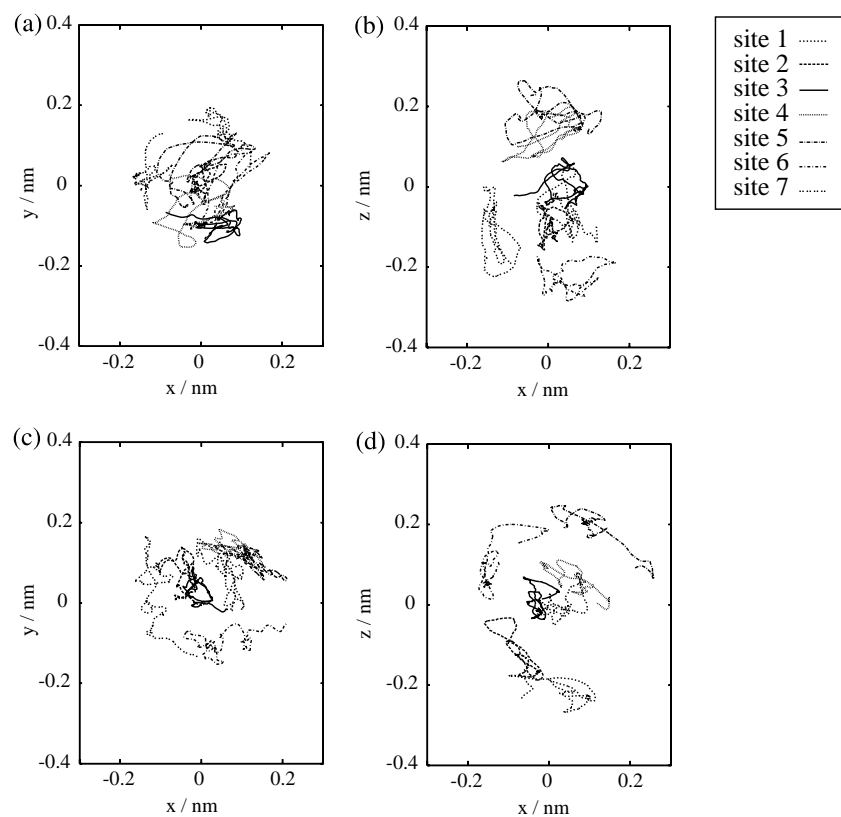 (a)
0.4
0.2
0
-0.2
-0.4
y / nm
-0.2
0
0.2
x / nm
(b)
0.4
0.2
0
-0.2
-0.4
z / nm
-0.2
0
0.2
x / nm
site 1
site 2
site 3
site 4
site 5
site 6
site 7
(c)
0.4
0.2
0
-0.2
-0.4
y / nm
-0.2
0
0.2
x / nm
(d)
0.4
0.2
0
-0.2
-0.4
z / nm
-0.2
0
0.2
x / nm